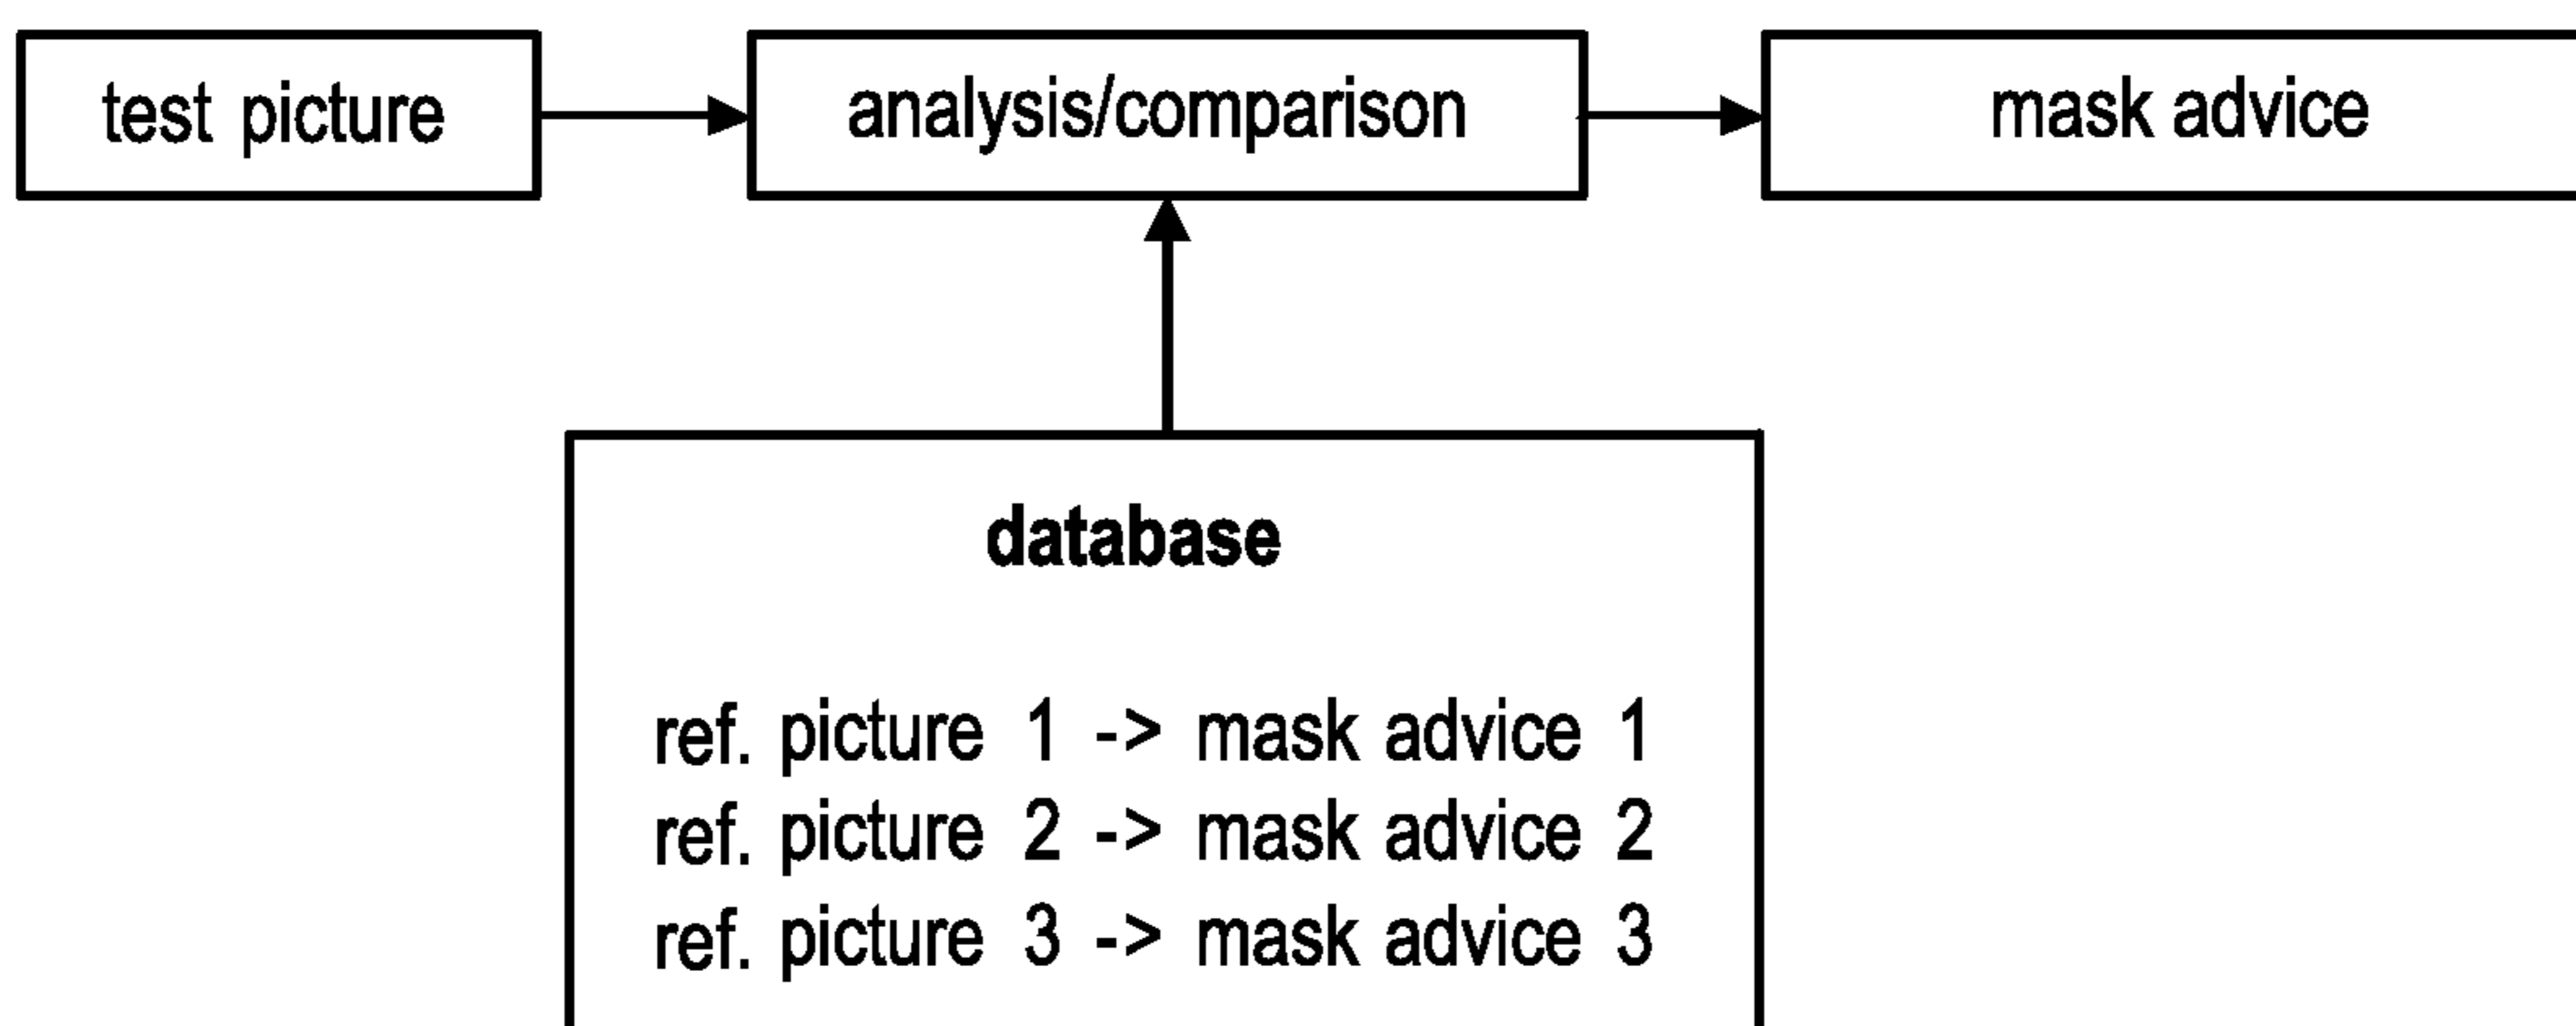 test picture
analysis/comparison
mask advice
database
ref. picture 1 -> mask advice 1
ref. picture 2 -> mask advice 2
ref. picture 3 -> mask advice 3